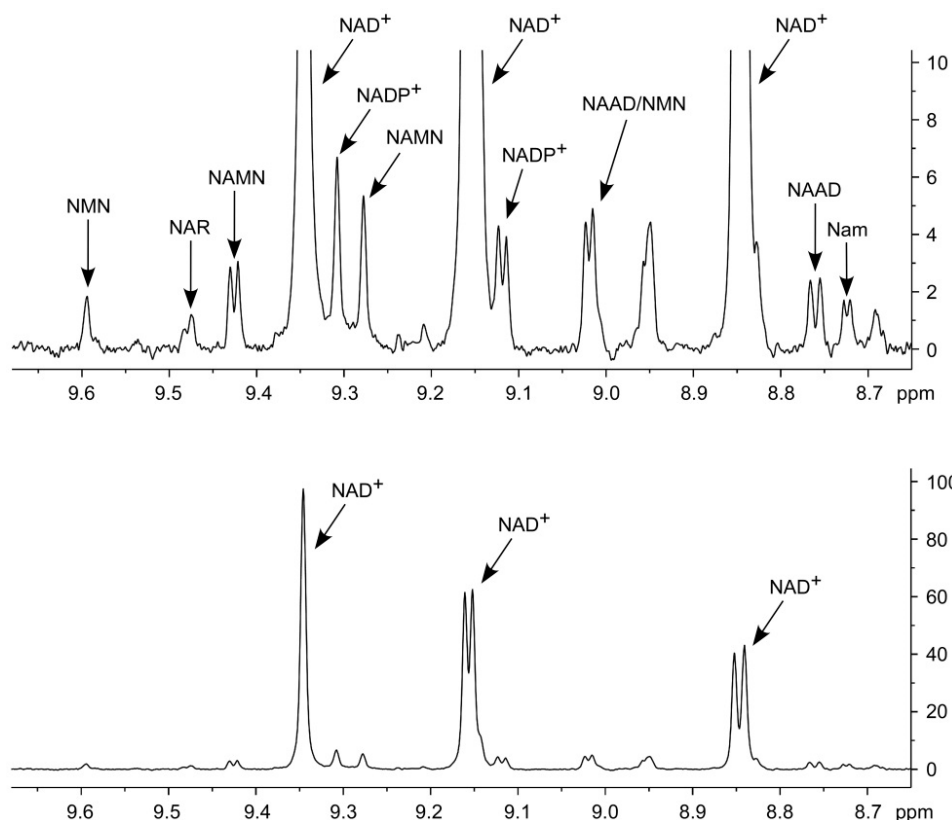 NAD+ NAD+ NAD+
10
NADP+
8
NAMN NAAD/NMN
NADP+
6
NAMN NAAD
NMN NAR Nam
4
2
0
9.6 9.5 9.4 9.3 9.2 9.1 9.0 8.9 8.8 8.7 ppm
100
NAD+
80
NAD+
60
NAD+
40
20
0
9.6 9.5 9.4 9.3 9.2 9.1 9.0 8.9 8.8 8.7 ppm